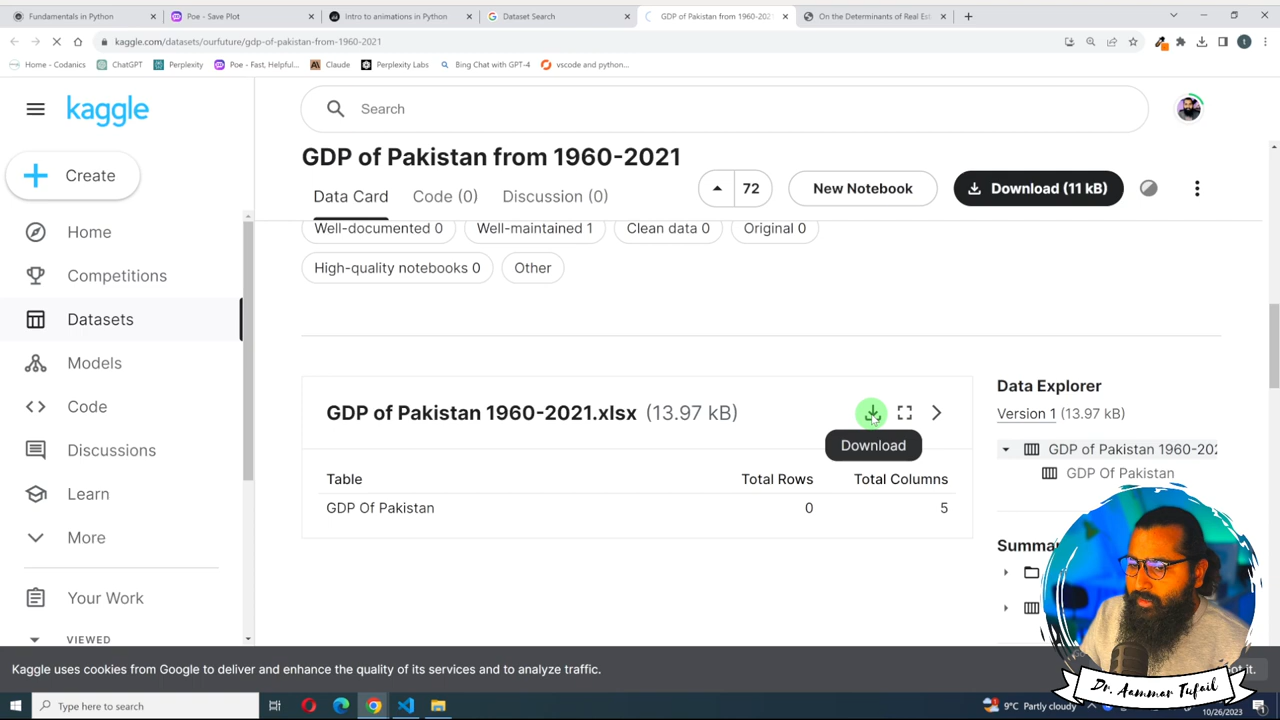 Fundamentals in Python
Poe - Save Plot
Intro to animations in Python
Dataset Search
GDP of Pakistan from 1960-2021
On the Determinants of Real Est
kaggle.com/datasets/ourfuture/gdp-of-pakistan-from-1960-2021
Home - Codanics
ChatGPT
Perplexity
Poe - Fast, Helpful...
Claude
Perplexity Labs
Bing Chat with GPT-4
vscode and python...
kaggle
Search
Create
GDP of Pakistan from 1960-2021
Data Card
Code (0)
Discussion (0)
72
New Notebook
Download (11 kB)
Home
Competitions
Datasets
Models
Code
Discussions
Learn
More
Your Work
VIEWED
Well-documented 0
Well-maintained 1
Clean data 0
Original 0
High-quality notebooks 0
Other
GDP of Pakistan 1960-2021.xlsx (13.97 kB)
Download
Table Total Rows Total Columns
GDP Of Pakistan 0 5
Data Explorer
Version 1 (13.97 kB)
GDP of Pakistan 1960-202
GDP Of Pakistan
Summa
Kaggle uses cookies from Google to deliver and enhance the quality of its services and to analyze traffic.
ot it.
Dr. Aammar Tufail
Type here to search
9°C Partly cloudy
10/26/2023